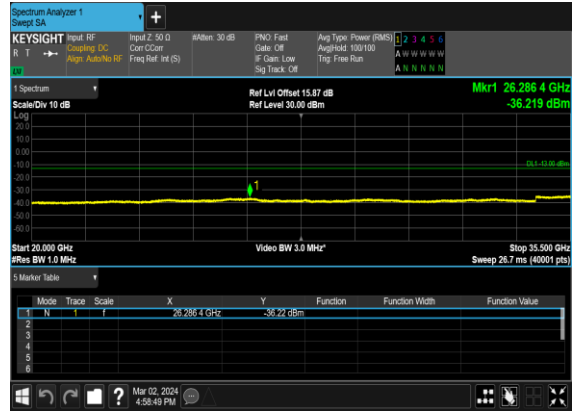 Spectrum Analyzer 1
Swept SA
+
KEYSIGHT
R T
Input: RF
Coupling: DC
Align: Auto/No RF
Input Z: 50 Ω
Corr CCorr
Freq Ref: Int (S)
#Atten: 30 dB
PNO: Fast
Gate: Off
IF Gain: Low
Sig Track: Off
Avg Type: Power (RMS)
Avg|Hold: 100/100
Trig: Free Run
1 2 3 4 5 6
A W W W W W
A N N N N N
1 Spectrum
Scale/Div 10 dB
Ref Lvl Offset 15.87 dB
Ref Level 30.00 dBm
Mkr1 26.286 4 GHz
-36.219 dBm
Log
20.0
10.0
0.00
-10.0
-20.0
-30.0
-40.0
-50.0
-60.0
DL1 -13.00 dBm
1
Start 20.000 GHz
#Res BW 1.0 MHz
Video BW 3.0 MHz*
Stop 35.500 GHz
Sweep 26.7 ms (40001 pts)
5 Marker Table
Mode Trace Scale X Y Function Function Width Function Value
1 N 1 f 26.286 4 GHz -36.22 dBm
2
3
4
5
6
?
Mar 02, 2024
4:58:49 PM